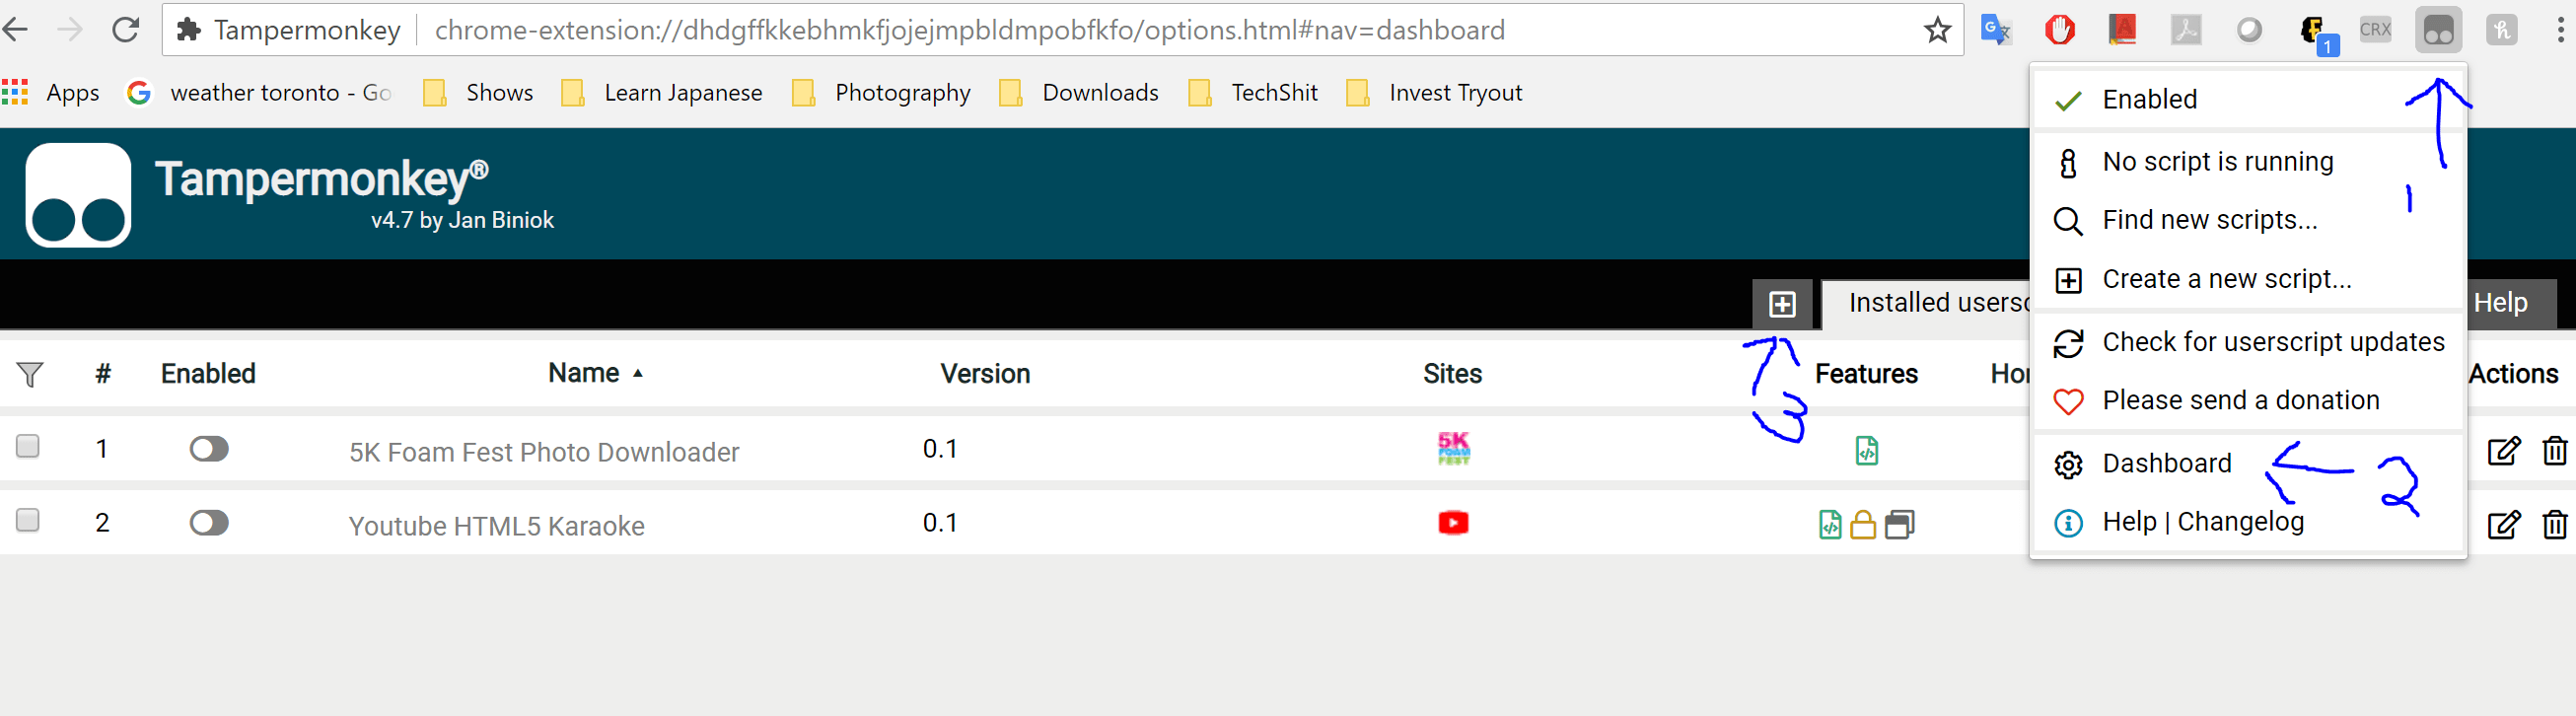 Tampermonkey chrome-extension://dhdgffkkebhmkfjojejmpbldmpobfkfo/options.html#nav=dashboard
1
CRX
Apps
weather toronto - Go
Shows
Learn Japanese
Photography
Downloads
TechShit
Invest Tryout
Tampermonkey®
v4.7 by Jan Biniok
Enabled
No script is running
1
Find new scripts...
Create a new script...
Check for userscript updates
Please send a donation
Dashboard
2
Help | Changelog
Installed usersc
Help
3
# Enabled Name ▲ Version Sites Features Hor Actions
1 5K Foam Fest Photo Downloader 0.1 5K FOAM FEST
2 Youtube HTML5 Karaoke 0.1